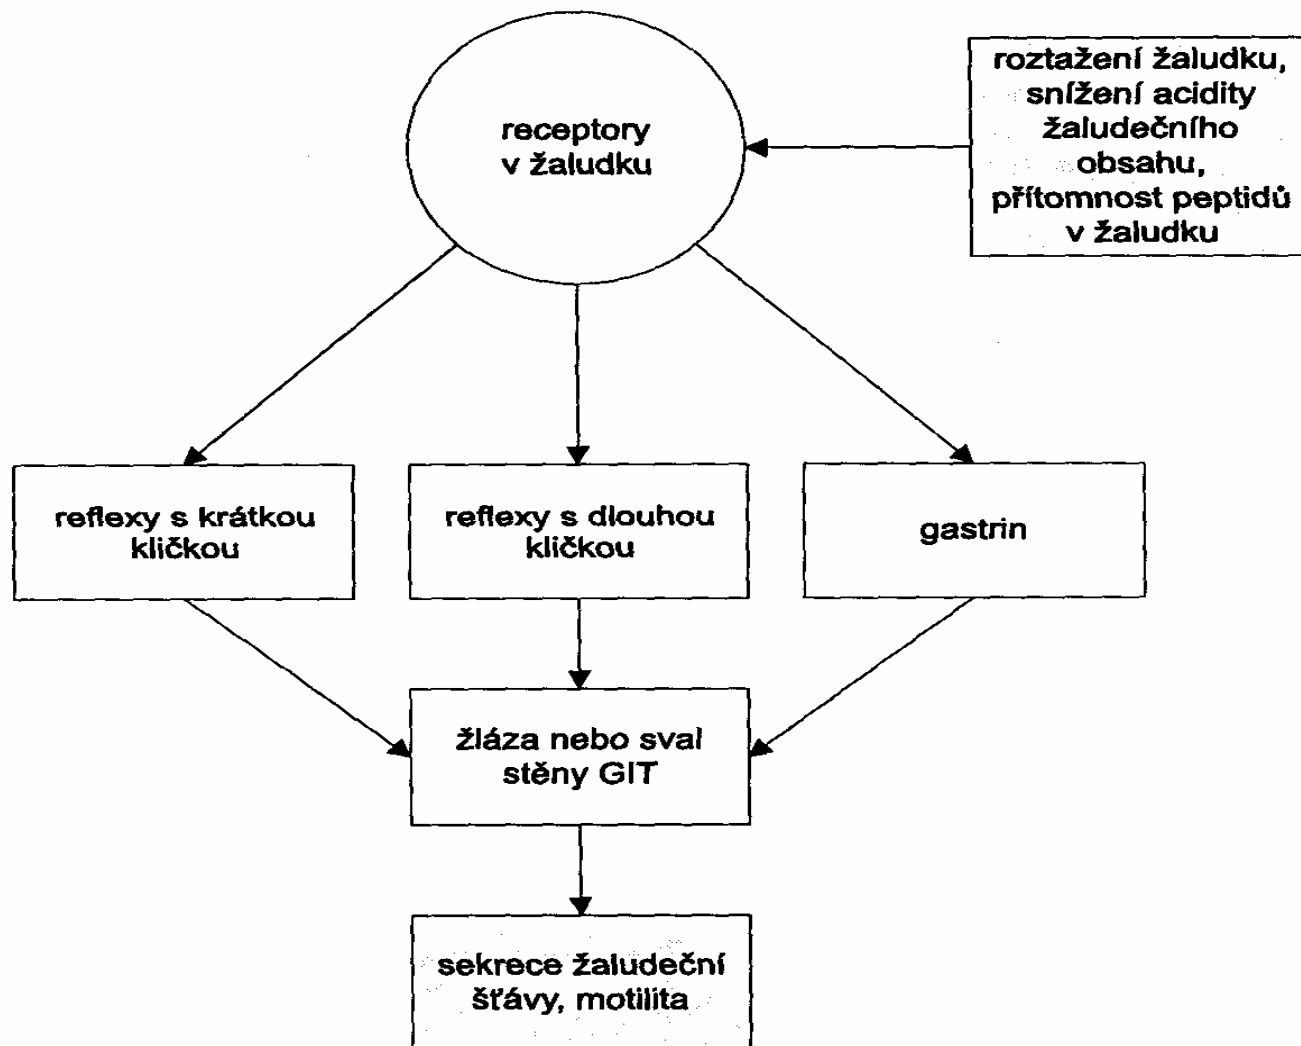 receptory
v žaludku
roztažení žaludku,
snížení acidity
žaludečního
obsahu,
přítomnost peptidů
v žaludku
reflexy s krátkou
kličkou
reflexy s dlouhou
kličkou
gastrin
žláza nebo sval
stěny GIT
sekrece žaludeční
šťávy, motilita